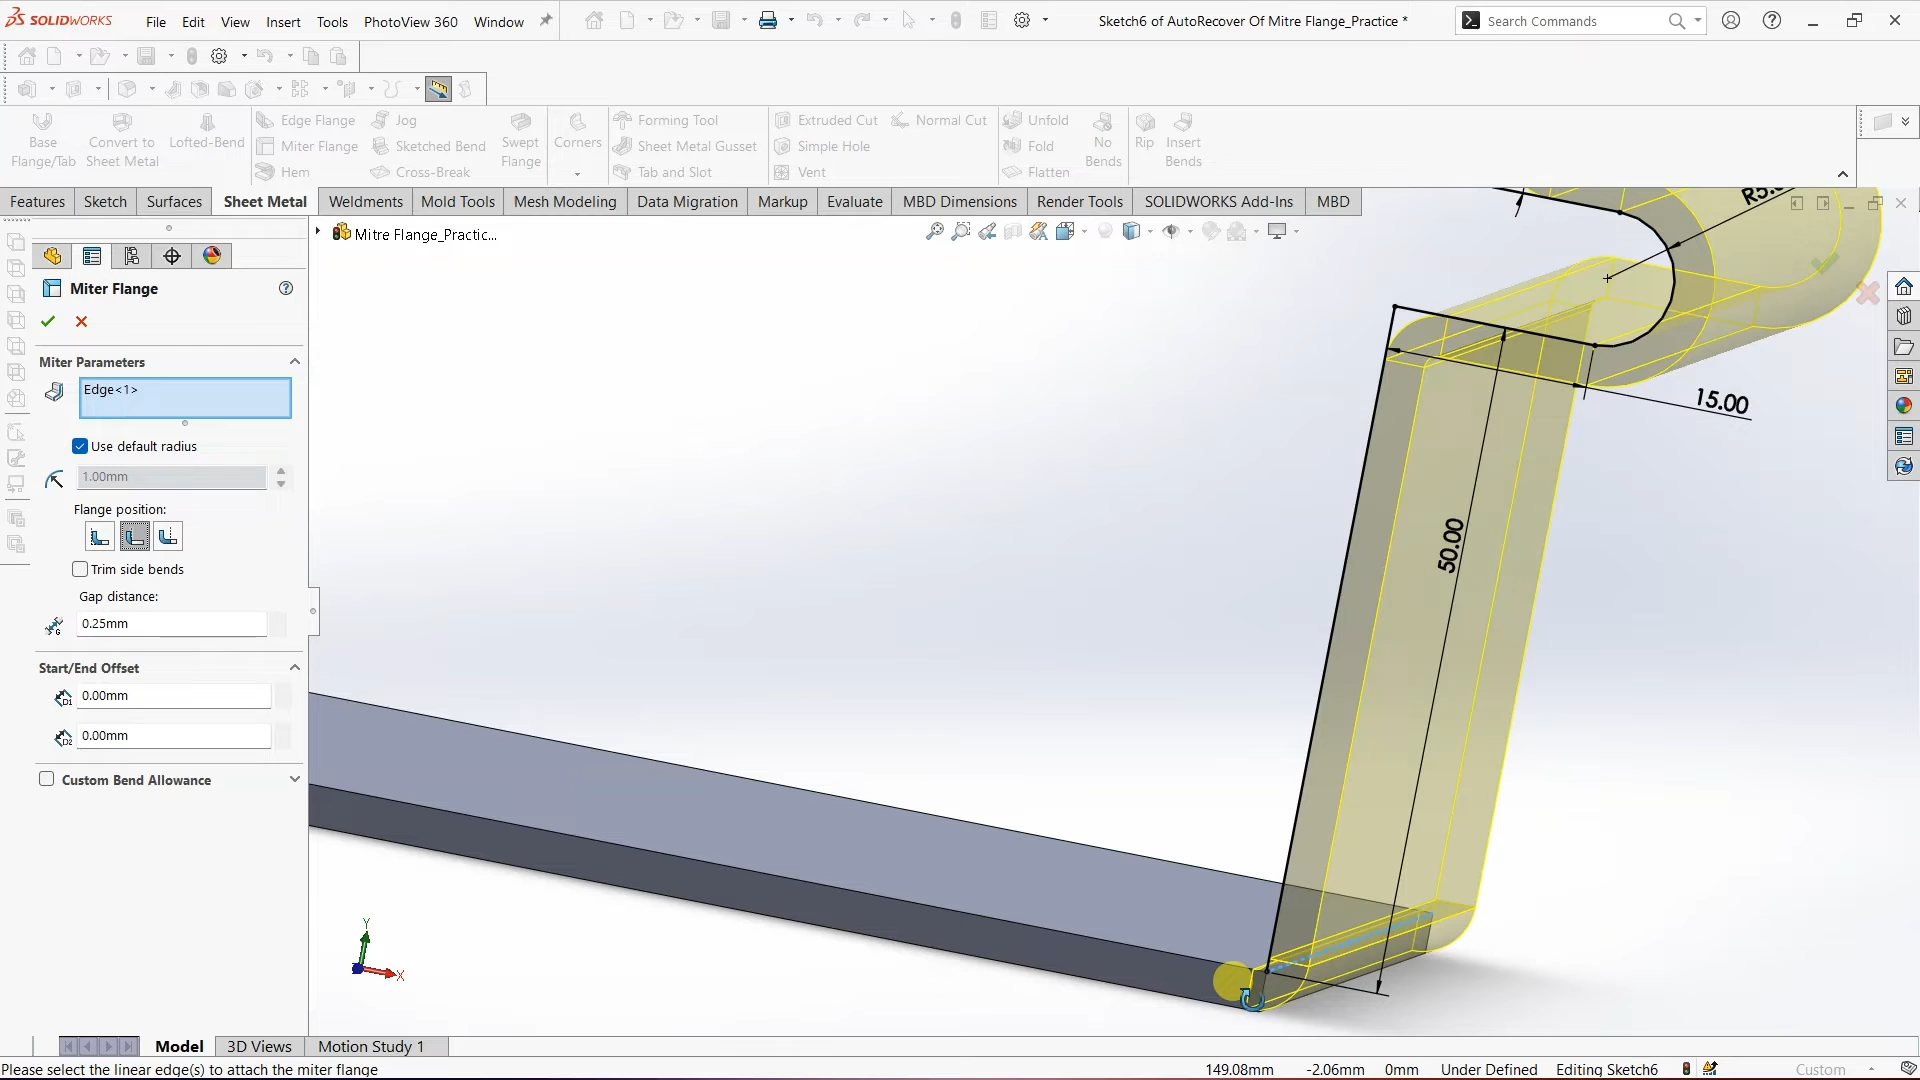 SOLIDWORKS File Edit View Insert Tools PhotoView 360 Window Sketch6 of AutoRecover Of Mitre Flange_Practice * Search Commands
Base Flange/Tab
Convert to Sheet Metal
Lofted-Bend
Edge Flange
Miter Flange
Hem
Jog
Sketched Bend
Cross-Break
Swept Flange
Corners
Forming Tool
Sheet Metal Gusset
Tab and Slot
Extruded Cut
Simple Hole
Vent
Normal Cut
Unfold
Fold
Flatten
No Bends
Rip
Insert Bends
Features Sketch Surfaces Sheet Metal Weldments Mold Tools Mesh Modeling Data Migration Markup Evaluate MBD Dimensions Render Tools SOLIDWORKS Add-Ins MBD
Mitre Flange_Practic...
Miter Flange
Miter Parameters
Edge<1>
Use default radius
1.00mm
Flange position:
Trim side bends
Gap distance:
0.25mm
Start/End Offset
D1 0.00mm
D2 0.00mm
Custom Bend Allowance
15.00
50.00
Y
X
Model 3D Views Motion Study 1
Please select the linear edge(s) to attach the miter flange 149.08mm -2.06mm 0mm Under Defined Editing Sketch6 Custom